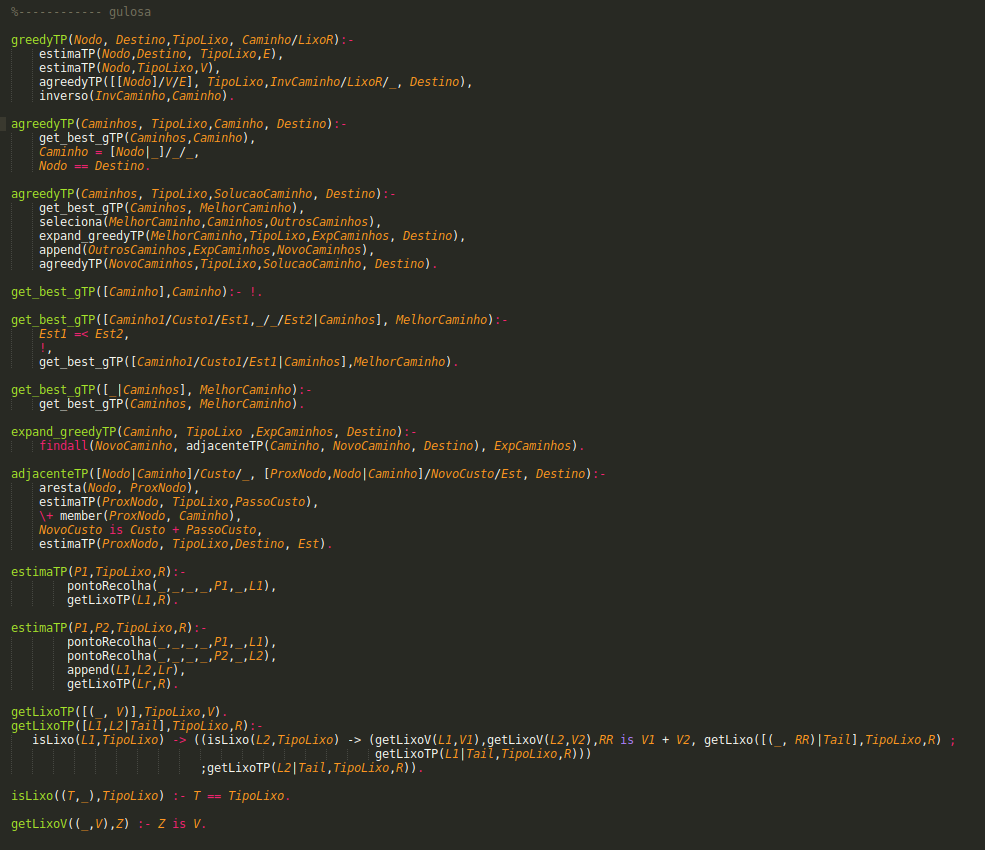 %------------ gulosa
greedyTP(Nodo, Destino,TipoLixo, Caminho/LixoR):-
estimaTP(Nodo,Destino, TipoLixo,E),
estimaTP(Nodo,TipoLixo,V),
agreedyTP([[Nodo]/V/E], TipoLixo,InvCaminho/LixoR/_, Destino),
inverso(InvCaminho,Caminho).
agreedyTP(Caminhos, TipoLixo,Caminho, Destino):-
get_best_gTP(Caminhos,Caminho),
Caminho = [Nodo|_]/_/_,
Nodo == Destino.
agreedyTP(Caminhos, TipoLixo,SolucaoCaminho, Destino):-
get_best_gTP(Caminhos, MelhorCaminho),
seleciona(MelhorCaminho,Caminhos,OutrosCaminhos),
expand_greedyTP(MelhorCaminho,TipoLixo,ExpCaminhos, Destino),
append(OutrosCaminhos,ExpCaminhos,NovoCaminhos),
agreedyTP(NovoCaminhos,TipoLixo,SolucaoCaminho, Destino).
get_best_gTP([Caminho],Caminho):- !.
get_best_gTP([Caminho1/Custo1/Est1,_/_/Est2|Caminhos], MelhorCaminho):-
Est1 =< Est2,
!,
get_best_gTP([Caminho1/Custo1/Est1|Caminhos],MelhorCaminho).
get_best_gTP([_|Caminhos], MelhorCaminho):-
get_best_gTP(Caminhos, MelhorCaminho).
expand_greedyTP(Caminho, TipoLixo ,ExpCaminhos, Destino):-
findall(NovoCaminho, adjacenteTP(Caminho, NovoCaminho, Destino), ExpCaminhos).
adjacenteTP([Nodo|Caminho]/Custo/_, [ProxNodo,Nodo|Caminho]/NovoCusto/Est, Destino):-
aresta(Nodo, ProxNodo),
estimaTP(ProxNodo, TipoLixo,PassoCusto),
\+ member(ProxNodo, Caminho),
NovoCusto is Custo + PassoCusto,
estimaTP(ProxNodo, TipoLixo,Destino, Est).
estimaTP(P1,TipoLixo,R):-
pontoRecolha(_,_,_,_,P1,_,L1),
getLixoTP(L1,R).
estimaTP(P1,P2,TipoLixo,R):-
pontoRecolha(_,_,_,_,P1,_,L1),
pontoRecolha(_,_,_,_,P2,_,L2),
append(L1,L2,Lr),
getLixoTP(Lr,R).
getLixoTP([(_, V)],TipoLixo,V).
getLixoTP([L1,L2|Tail],TipoLixo,R):-
isLixo(L1,TipoLixo) -> ((isLixo(L2,TipoLixo) -> (getLixoV(L1,V1),getLixoV(L2,V2),RR is V1 + V2, getLixo([(_, RR)|Tail],TipoLixo,R) ;
getLixoTP(L1|Tail,TipoLixo,R)))
;getLixoTP(L2|Tail,TipoLixo,R)).
isLixo((T,_),TipoLixo) :- T == TipoLixo.
getLixoV((_,V),Z) :- Z is V.